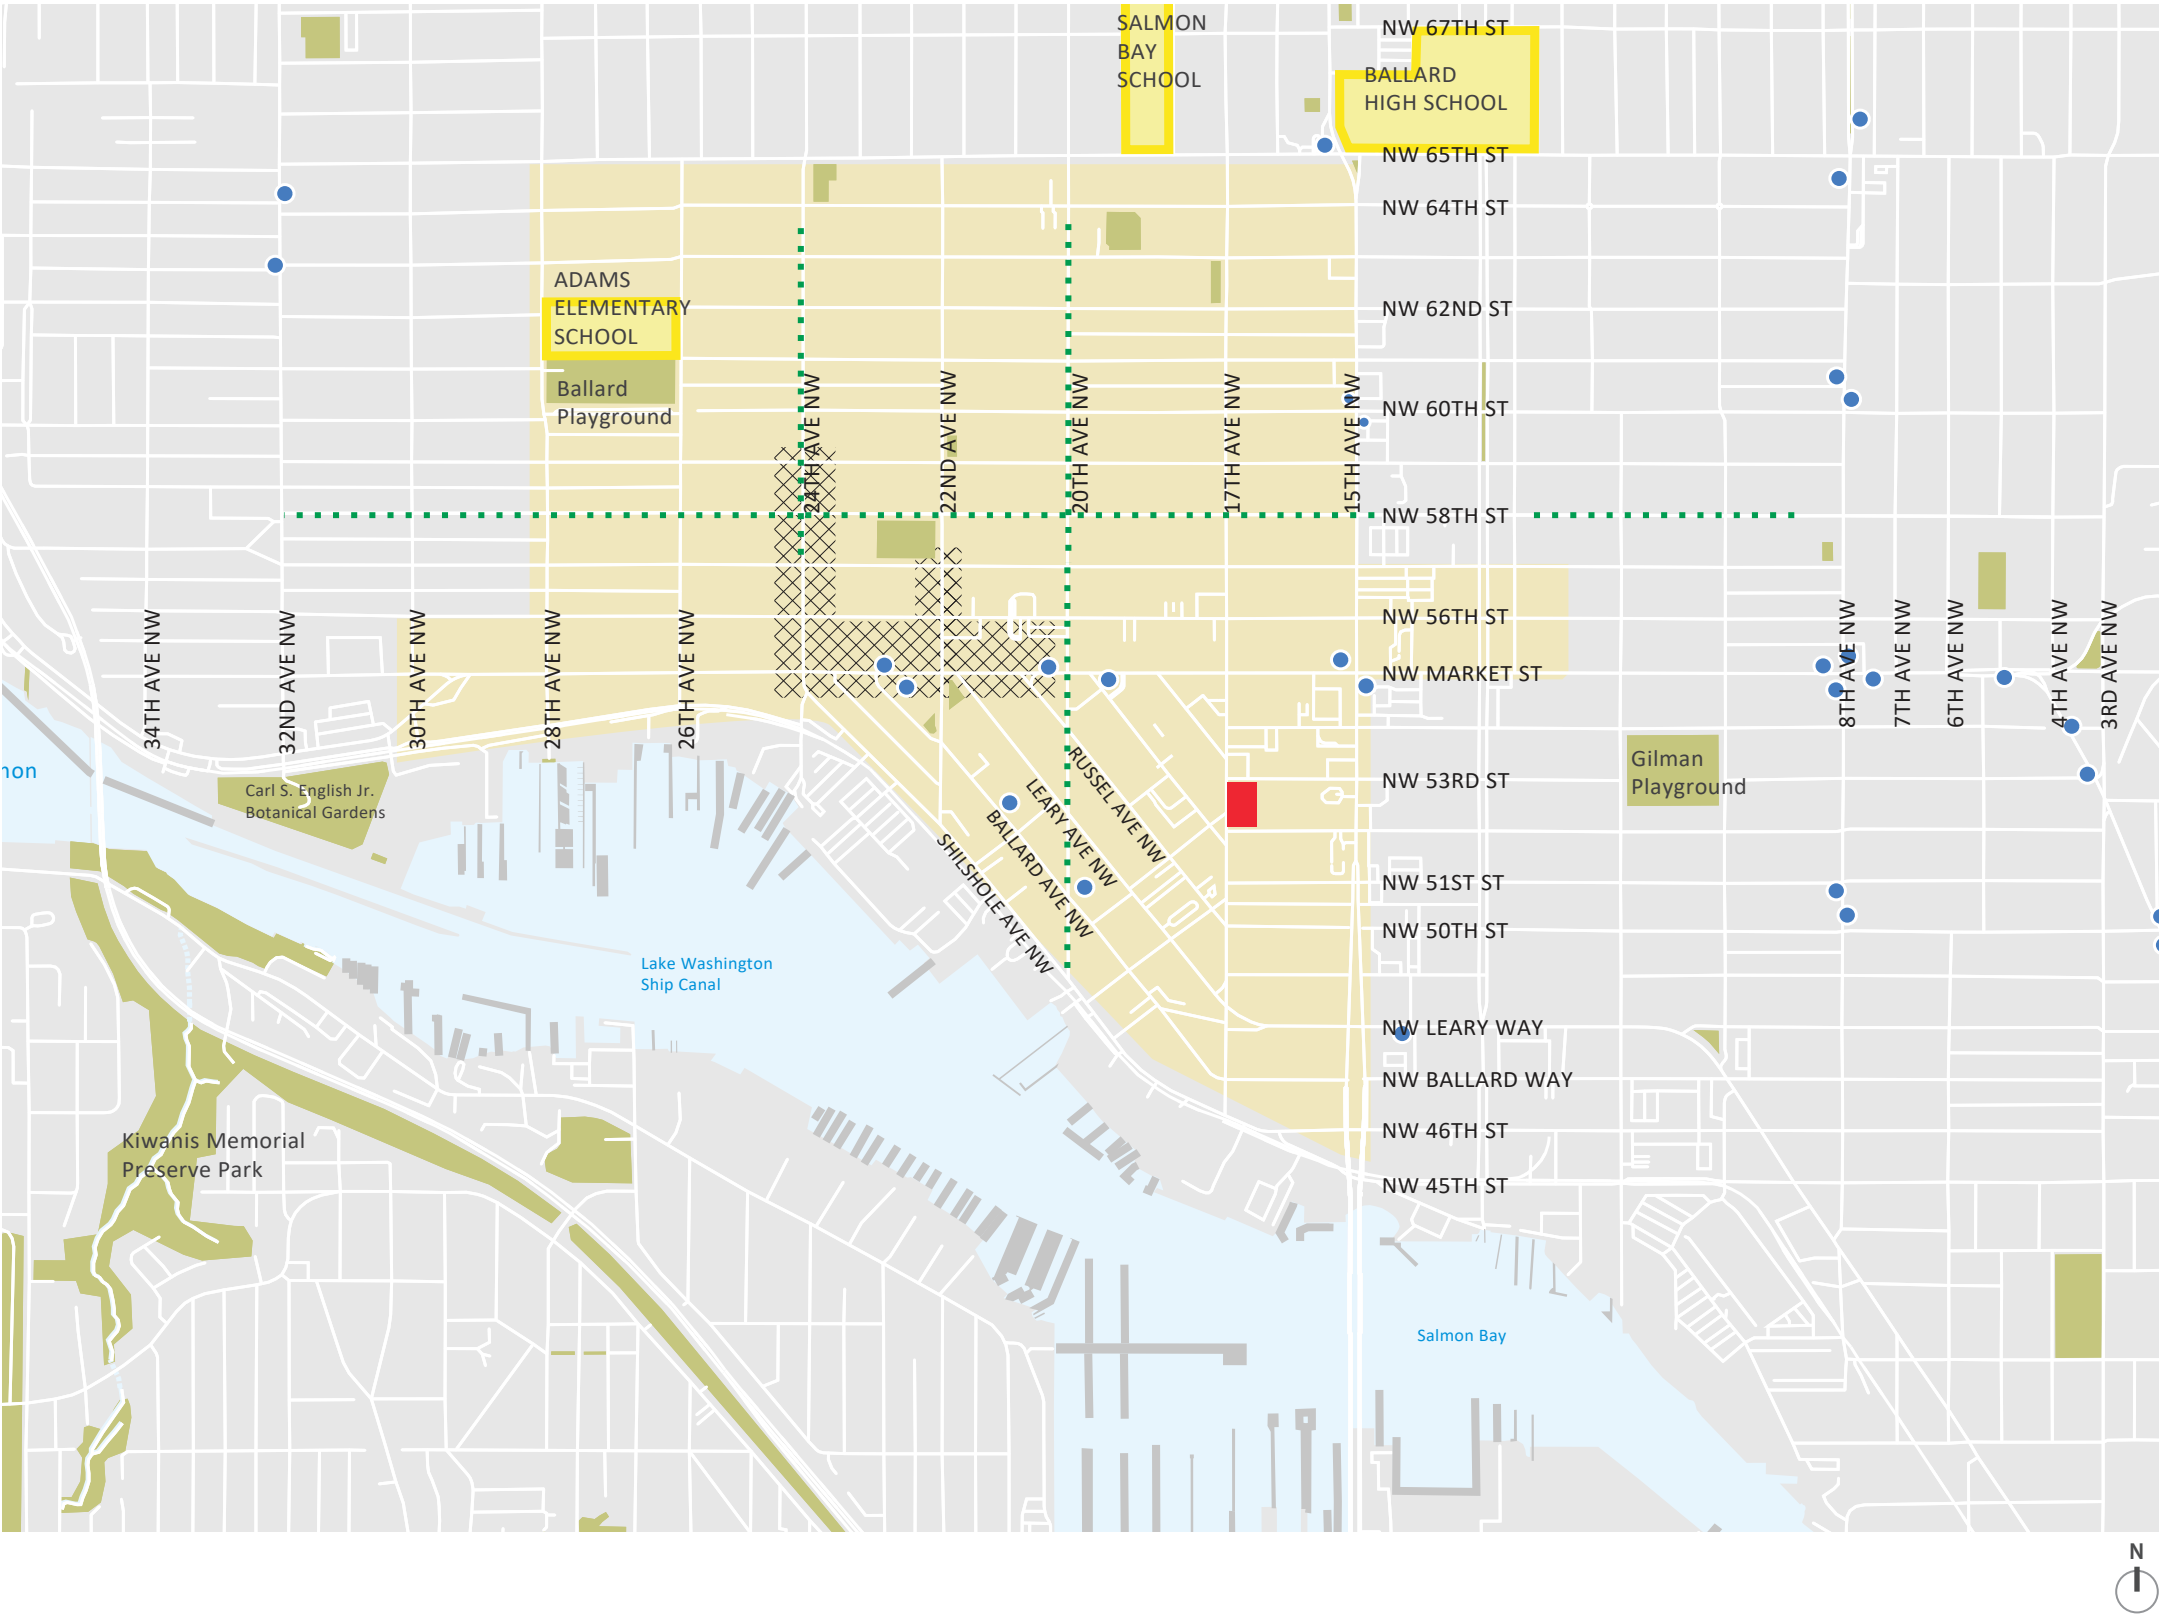 SALMON
BAY
SCHOOL
NW 67TH ST
BALLARD
HIGH SCHOOL
NW 65TH ST
NW 64TH ST
ADAMS
ELEMENTARY
SCHOOL
NW 62ND ST
Ballard
Playground
24TH AVE NW
22ND AVE NW
20TH AVE NW
17TH AVE NW
15TH AVE NW
NW 60TH ST
NW 58TH ST
34TH AVE NW
32ND AVE NW
30TH AVE NW
28TH AVE NW
26TH AVE NW
NW 56TH ST
NW MARKET ST
8TH AVE NW
7TH AVE NW
6TH AVE NW
4TH AVE NW
3RD AVE NW
non
Carl S. English Jr.
Botanical Gardens
RUSSEL AVE NW
LEARY AVE NW
BALLARD AVE NW
SHILSHOLE AVE NW
NW 53RD ST
Gilman
Playground
NW 51ST ST
NW 50TH ST
Lake Washington
Ship Canal
NW LEARY WAY
NW BALLARD WAY
Kiwanis Memorial
Preserve Park
NW 46TH ST
NW 45TH ST
Salmon Bay
N